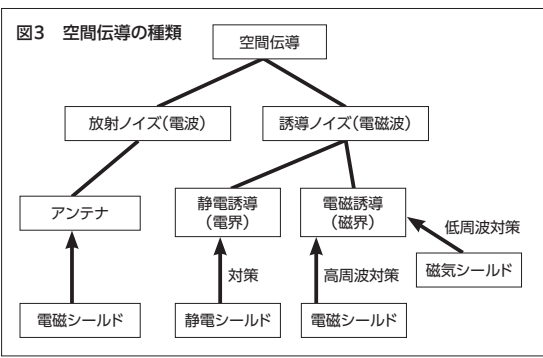 図3　空間伝導の種類
空間伝導
放射ノイズ(電波)
誘導ノイズ(電磁波)
アンテナ
静電誘導
(電界)
電磁誘導
(磁界)
低周波対策
対策
高周波対策
磁気シールド
電磁シールド
静電シールド
電磁シールド